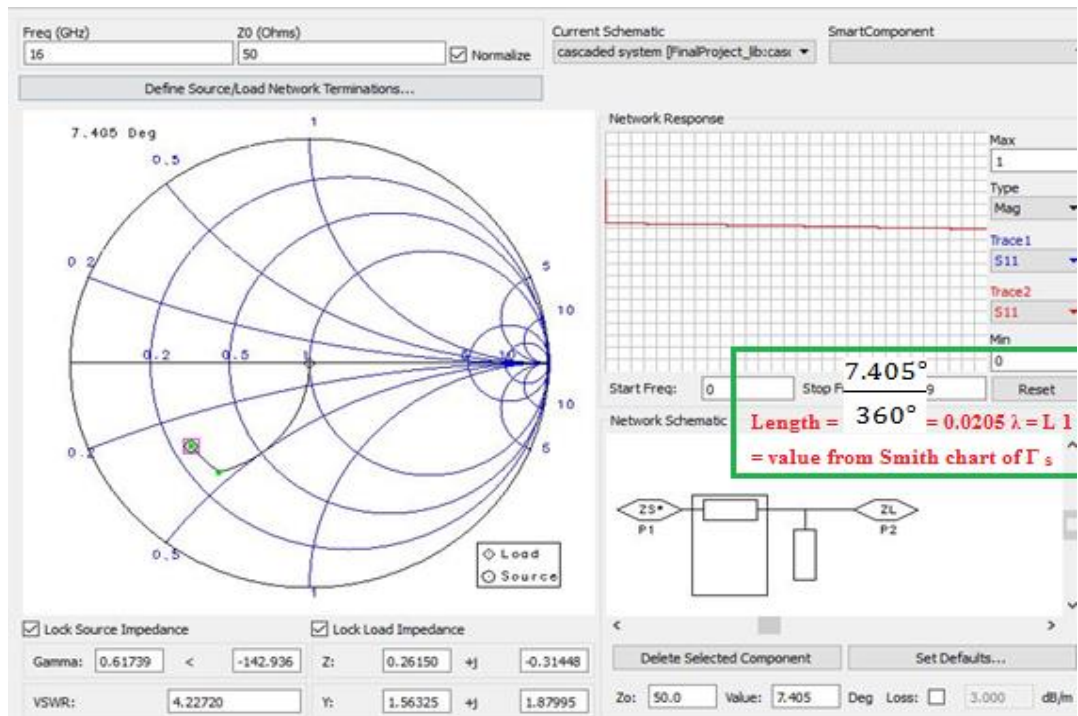 Freq (GHz) Z0 (Ohms) Current Schematic SmartComponent
16 50 Normalize cascaded system [FinalProject_lib:casc
Define Source/Load Network Terminations...
7.405 Deg
1
0.5
0 2
5
10
0.2 0.5 1 10
10
0.2
5
0.5
1
Load
Source
Network Response
Max
1
Type
Mag
Trace1
S11
Trace2
S11
Min
0
Start Freq: 0 Stop F 9 Reset
Network Schematic
7.405°
Length = 360° = 0.0205 λ = L 1
= value from Smith chart of Γ s
ZS* ZL
P1 P2
Lock Source Impedance Lock Load Impedance
Gamma: 0.61739 < -142.936 Z: 0.26150 +j -0.31448
VSWR: 4.22720 Y: 1.56325 +j 1.87995
Delete Selected Component Set Defaults...
Zo: 50.0 Value: 7.405 Deg Loss: 3.000 dB/m